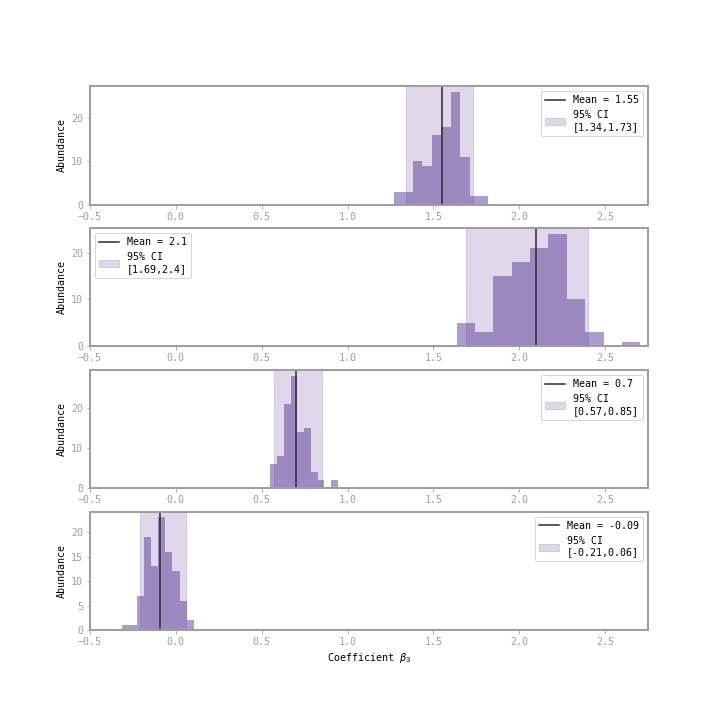 Abundance
20
10
0
Mean = 1.55
95% CI
[1.34,1.73]
−0.5 0.0 0.5 1.0 1.5 2.0 2.5
Abundance
20
10
0
Mean = 2.1
95% CI
[1.69,2.4]
−0.5 0.0 0.5 1.0 1.5 2.0 2.5
Abundance
20
10
0
Mean = 0.7
95% CI
[0.57,0.85]
−0.5 0.0 0.5 1.0 1.5 2.0 2.5
Abundance
20
15
10
5
0
Mean = -0.09
95% CI
[-0.21,0.06]
−0.5 0.0 0.5 1.0 1.5 2.0 2.5
Coefficient β₃